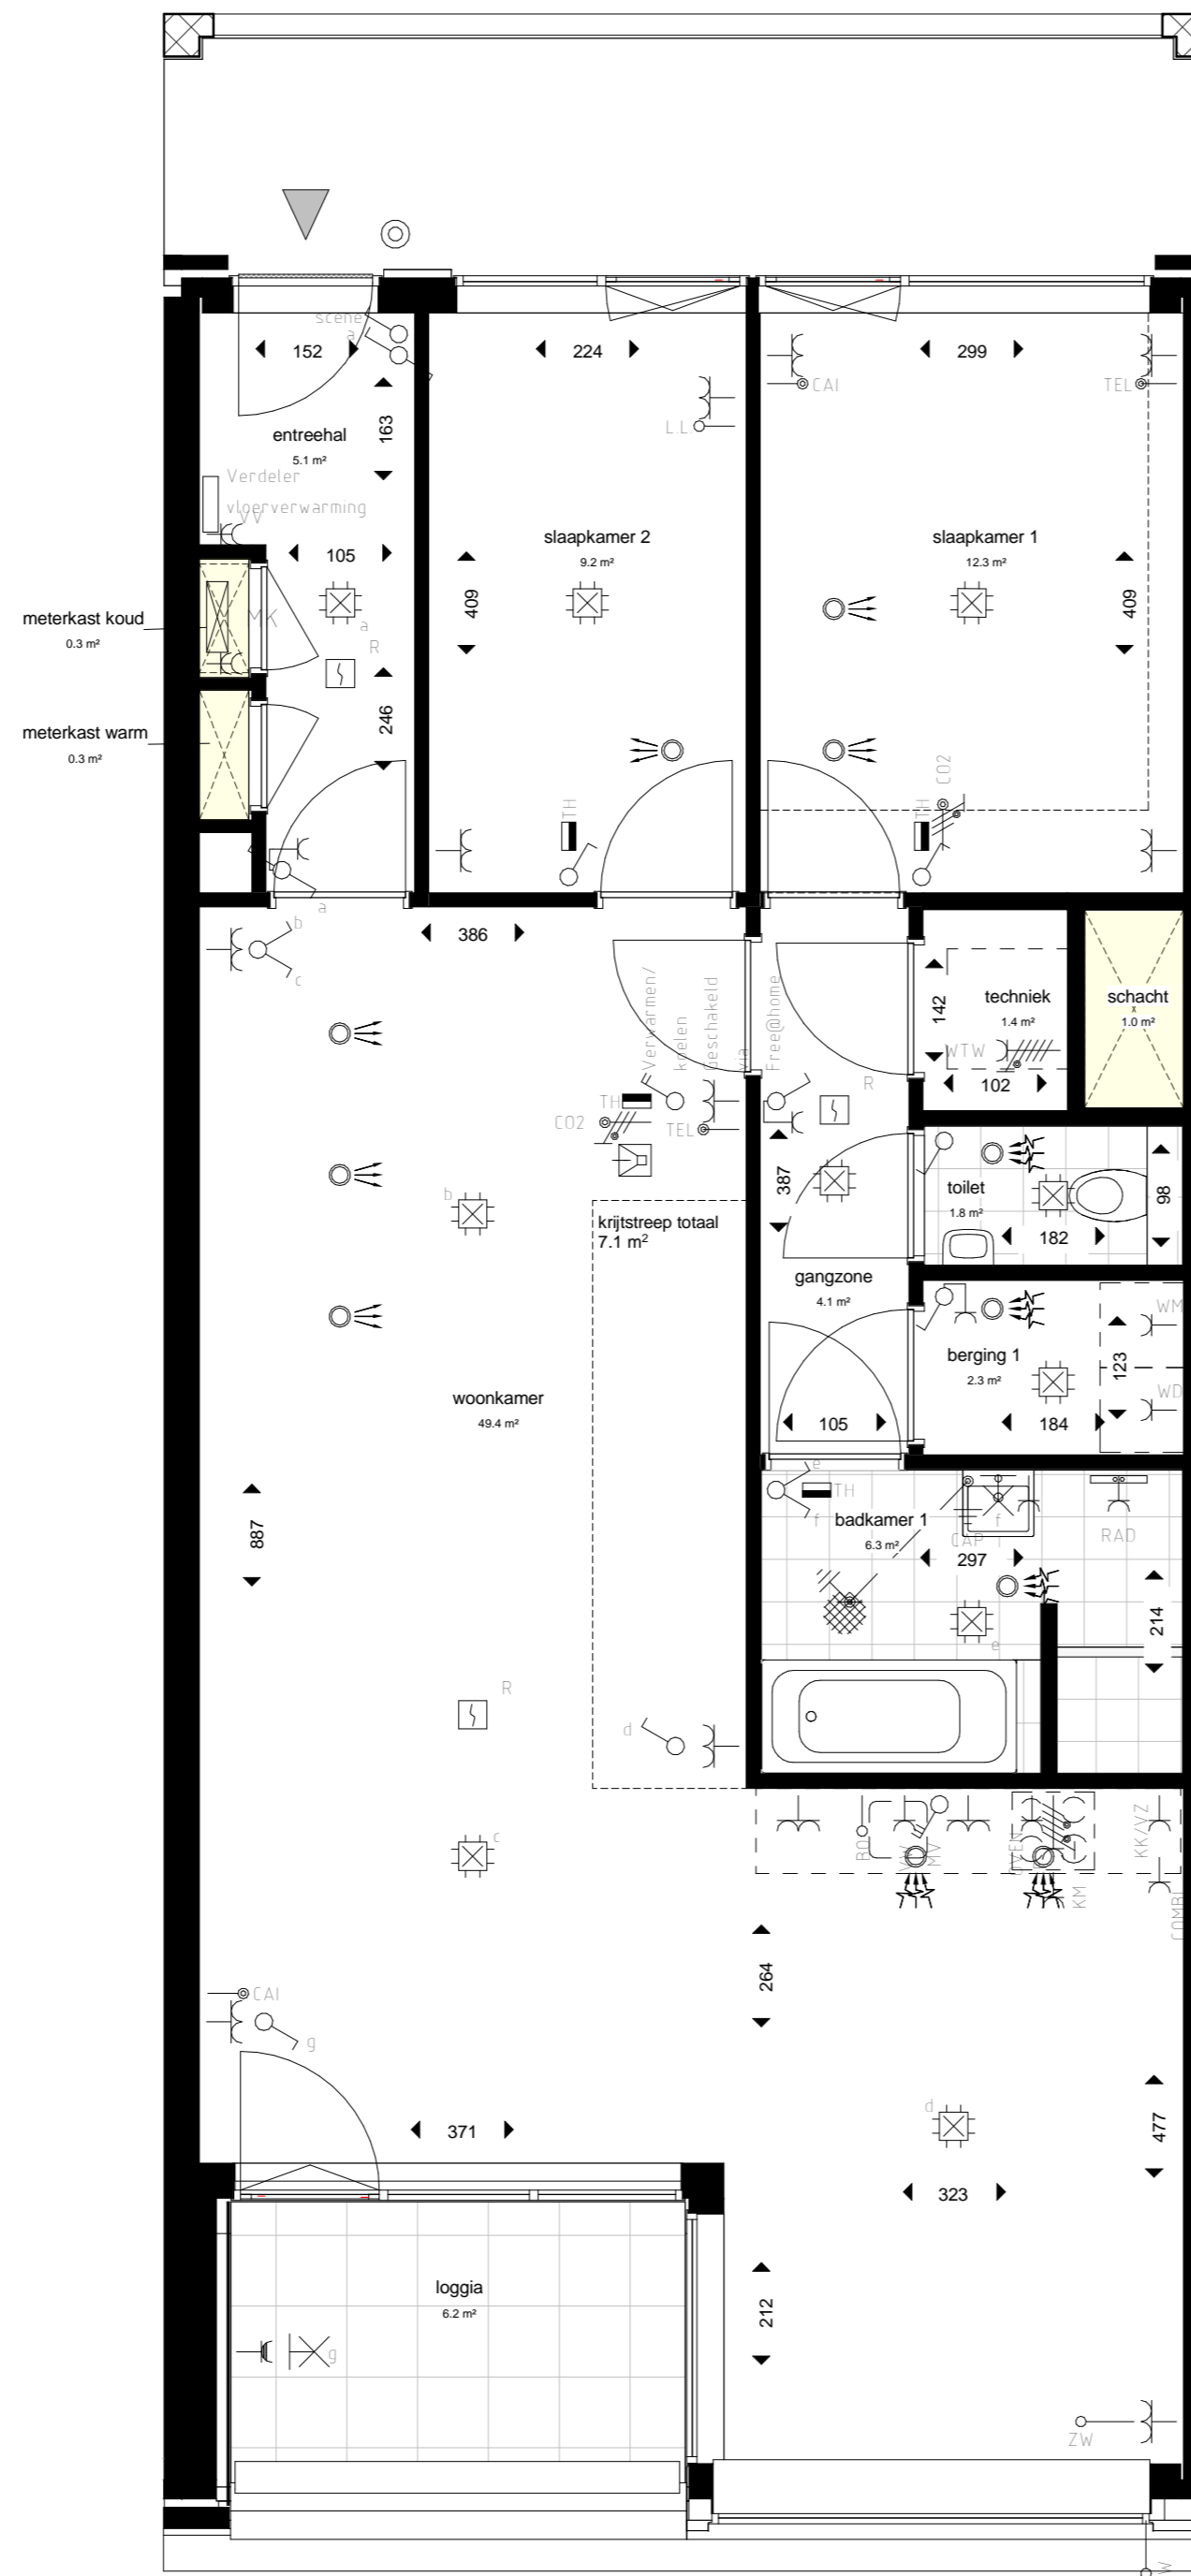 scene
a
152
224
299
CAI
TEL
163
entreehal
5.1 m²
L.L
Verdeler
vloerverwarming
VV
105
slaapkamer 2
9.2 m²
slaapkamer 1
12.3 m²
409
409
meterkast koud
0.3 m²
MK
a
R
246
meterkast warm
0.3 m²
TH
TH
CO2
a
b
c
386
Verwarmen/
koelen
Geschakeld
via
Free@home
142
techniek
1.4 m²
WTW
102
schacht
x
1.0 m²
R
TH
CO2
TEL
387
toilet
1.8 m²
182
98
b
krijtstreep totaal
7.1 m²
gangzone
4.1 m²
berging 1
2.3 m²
WM
123
WD
184
105
woonkamer
49.4 m²
887
e
f
TH
badkamer 1
6.3 m²
CAP
f
297
RAD
214
e
R
d
c
BO
VW
MV
KM
KK/VZ
COMBI
264
CAI
g
371
d
477
323
loggia
6.2 m²
g
212
ZW